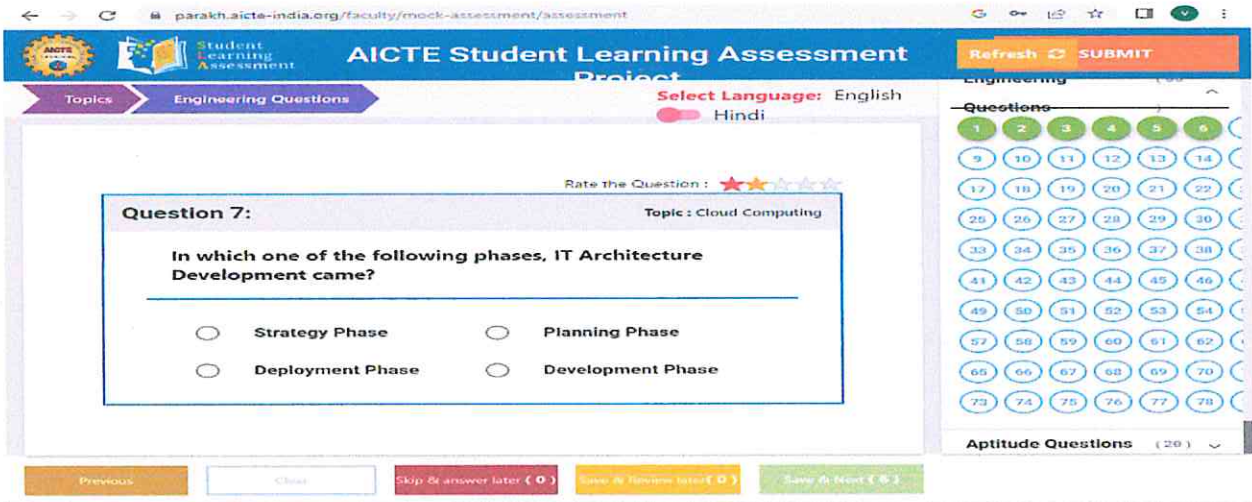 parakh.aicte-india.org/faculty/mock-assessment/assessment
AICTE
Student
Learning
Assessment
AICTE Student Learning Assessment
Project
Refresh SUBMIT
Topics
Engineering Questions
Select Language: English
Hindi
Engineering
Questions
1 2 3 4 5 6
9 10 11 12 13 14
17 18 19 20 21 22
25 26 27 28 29 30
33 34 35 36 37 38
41 42 43 44 45 46
49 50 51 52 53 54
57 58 59 60 61 62
65 66 67 68 69 70
73 74 75 76 77 78
Aptitude Questions (20)
Rate the Question :
Question 7:
Topic : Cloud Computing
In which one of the following phases, IT Architecture
Development came?
Strategy Phase Planning Phase
Deployment Phase Development Phase
Previous Clear Skip & answer later ( 0 ) Save & Review later( 0 ) Save & Next ( 6 )